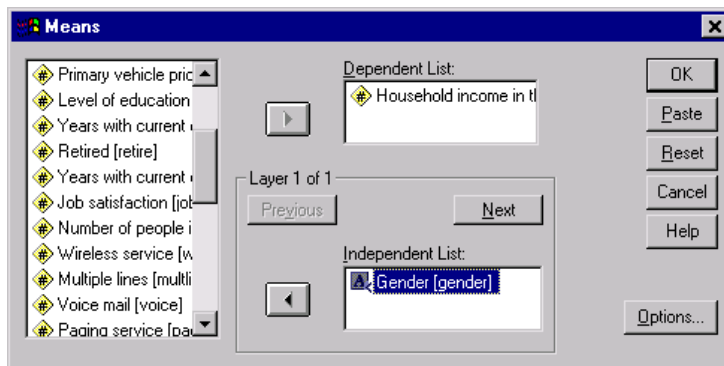 Means
Primary vehicle pric
Level of education
Years with current
Retired [retire]
Years with current
Job satisfaction [job
Number of people i
Wireless service [w
Multiple lines [multli
Voice mail [voice]
Paging service [pa
Dependent List:
Household income in th
Layer 1 of 1
Previous
Next
Independent List:
Gender [gender]
OK
Paste
Reset
Cancel
Help
Options...